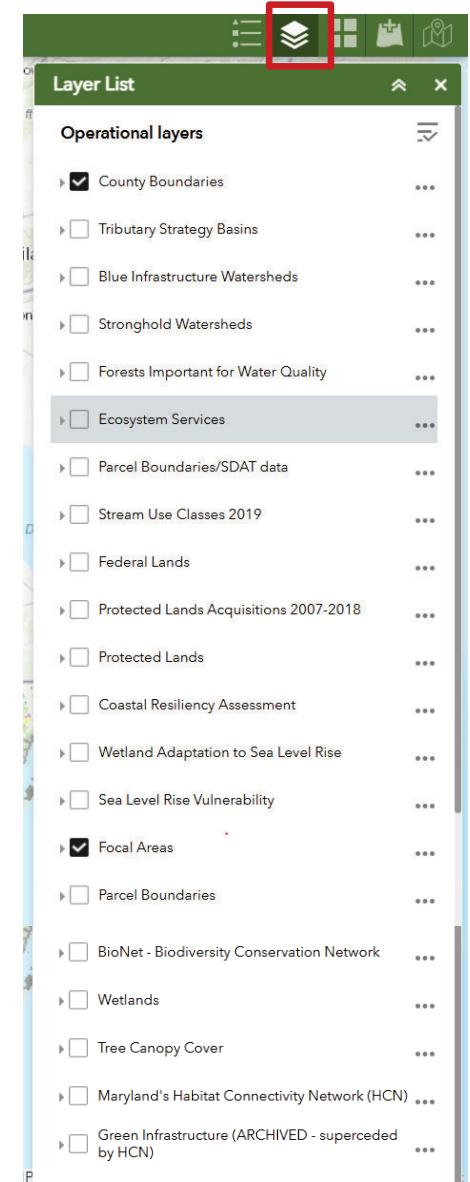 Layer List
Operational layers
County Boundaries
Tributary Strategy Basins
Blue Infrastructure Watersheds
Stronghold Watersheds
Forests Important for Water Quality
Ecosystem Services
Parcel Boundaries/SDAT data
Stream Use Classes 2019
Federal Lands
Protected Lands Acquisitions 2007-2018
Protected Lands
Coastal Resiliency Assessment
Wetland Adaptation to Sea Level Rise
Sea Level Rise Vulnerability
Focal Areas
Parcel Boundaries
BioNet - Biodiversity Conservation Network
Wetlands
Tree Canopy Cover
Maryland's Habitat Connectivity Network (HCN)
Green Infrastructure (ARCHIVED - superceded
by HCN)